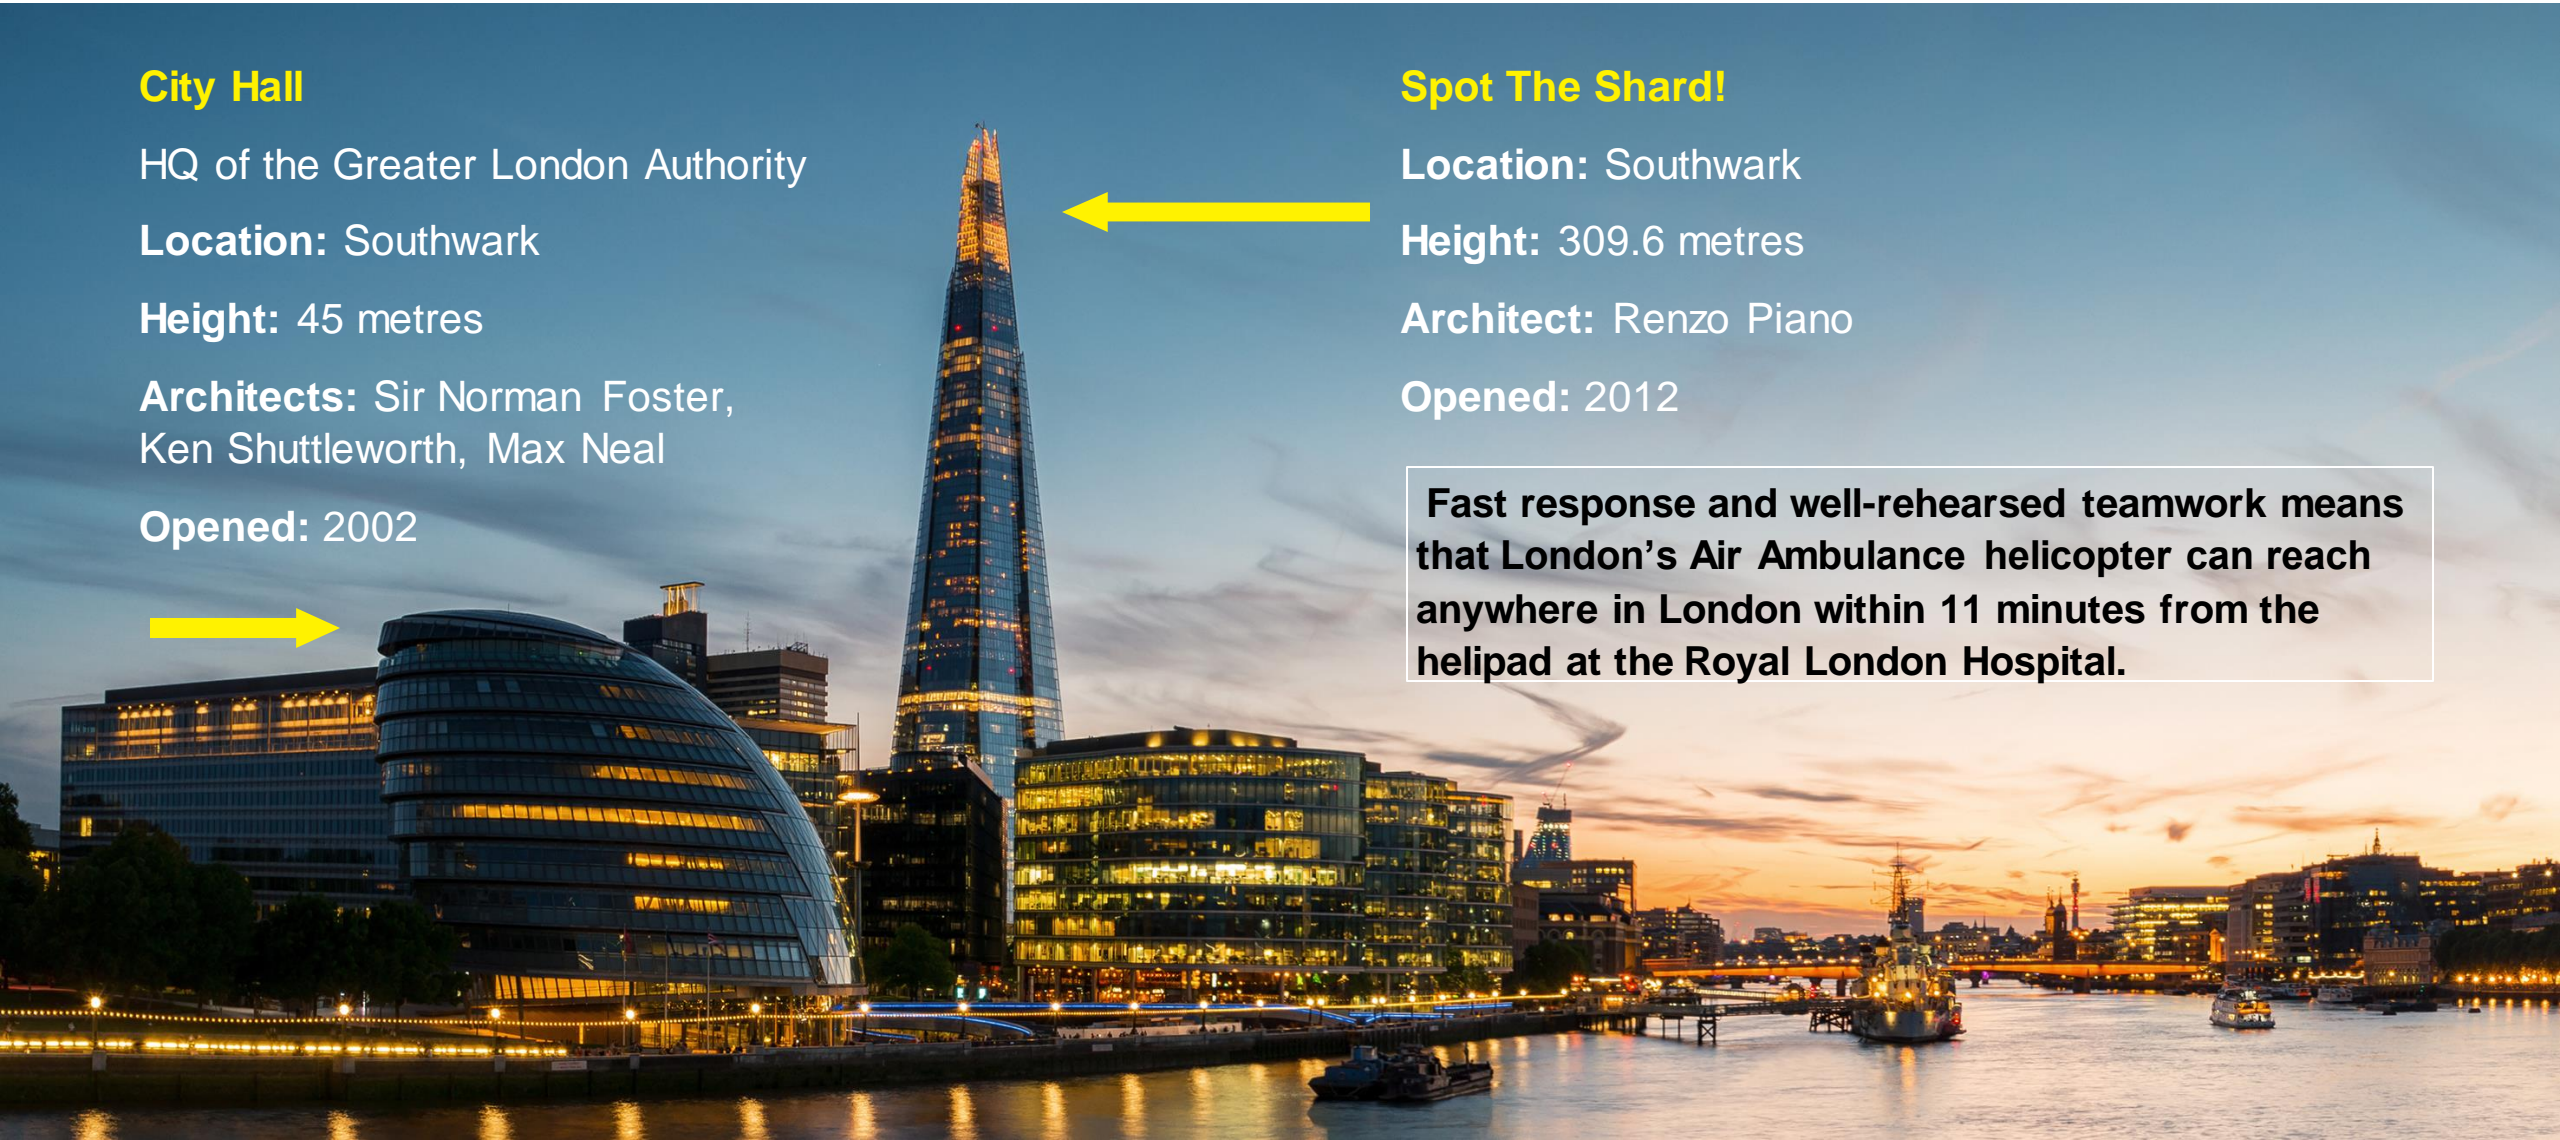 City Hall
HQ of the Greater London Authority
Location: Southwark
Height: 45 metres
Architects: Sir Norman Foster,
Ken Shuttleworth, Max Neal
Opened: 2002
Spot The Shard!
Location: Southwark
Height: 309.6 metres
Architect: Renzo Piano
Opened: 2012
Fast response and well-rehearsed teamwork means
that London’s Air Ambulance helicopter can reach
anywhere in London within 11 minutes from the
helipad at the Royal London Hospital.